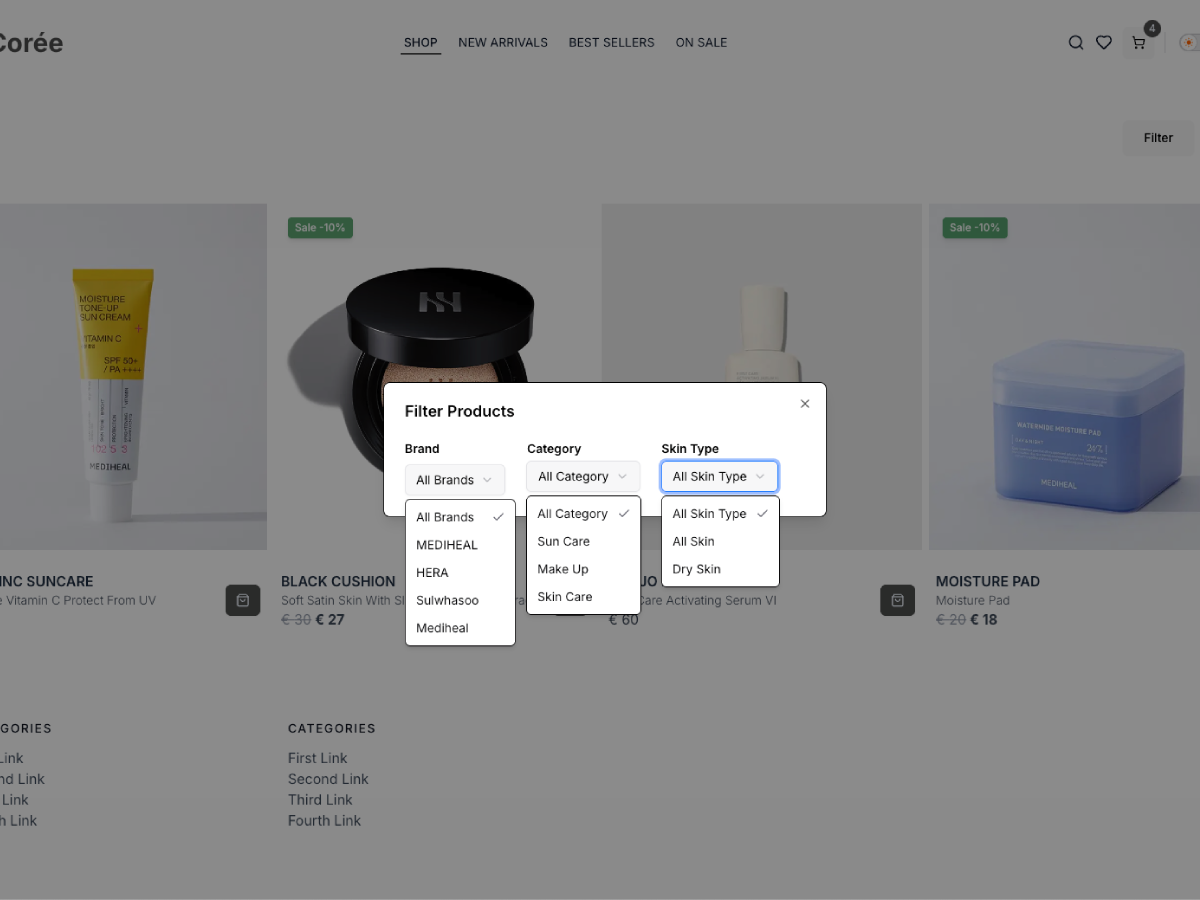 Corée
SHOP NEW ARRIVALS BEST SELLERS ON SALE
4
Filter
Sale -10%
Sale -10%
MOISTURE
TONE-UP
SUN CREAM
VITAMIN C
SPF 50+
/ PA ++++
MEDIHEAL
WATERMIDE MOISTURE PAD
MEDIHEAL
Filter Products
Brand Category Skin Type
All Brands All Category All Skin Type
All Brands
MEDIHEAL
HERA
Sulwhasoo
Mediheal
All Category
Sun Care
Make Up
Skin Care
All Skin Type
All Skin
Dry Skin
INC SUNCARE
Vitamin C Protect From UV
BLACK CUSHION
Soft Satin Skin With
€ 30 € 27
UO
Care Activating Serum VI
€ 60
MOISTURE PAD
Moisture Pad
€ 20 € 18
GORIES
Link
nd Link
Link
h Link
CATEGORIES
First Link
Second Link
Third Link
Fourth Link